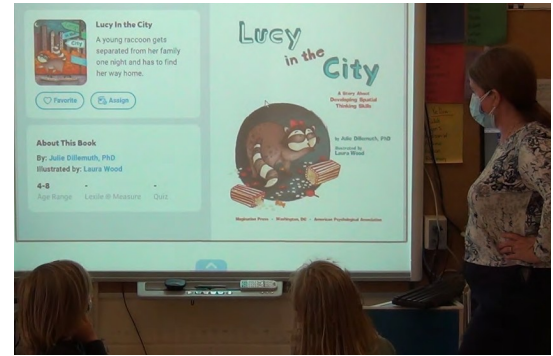 Lucy In the City
A young raccoon gets
separated from her family
one night and has to find
her way home.
Favorite
Assign
About This Book
By: Julie Dillemuth, PhD
Illustrated by: Laura Wood
4-8
Age Range
Lexile ® Measure
Quiz
LUCY
in the
City
A Story About
Developing Spatial
Thinking Skills
by Julie Dillemuth, PhD
illustrated by
Laura Wood
Magination Press • Washington, DC • American Psychological Association
City